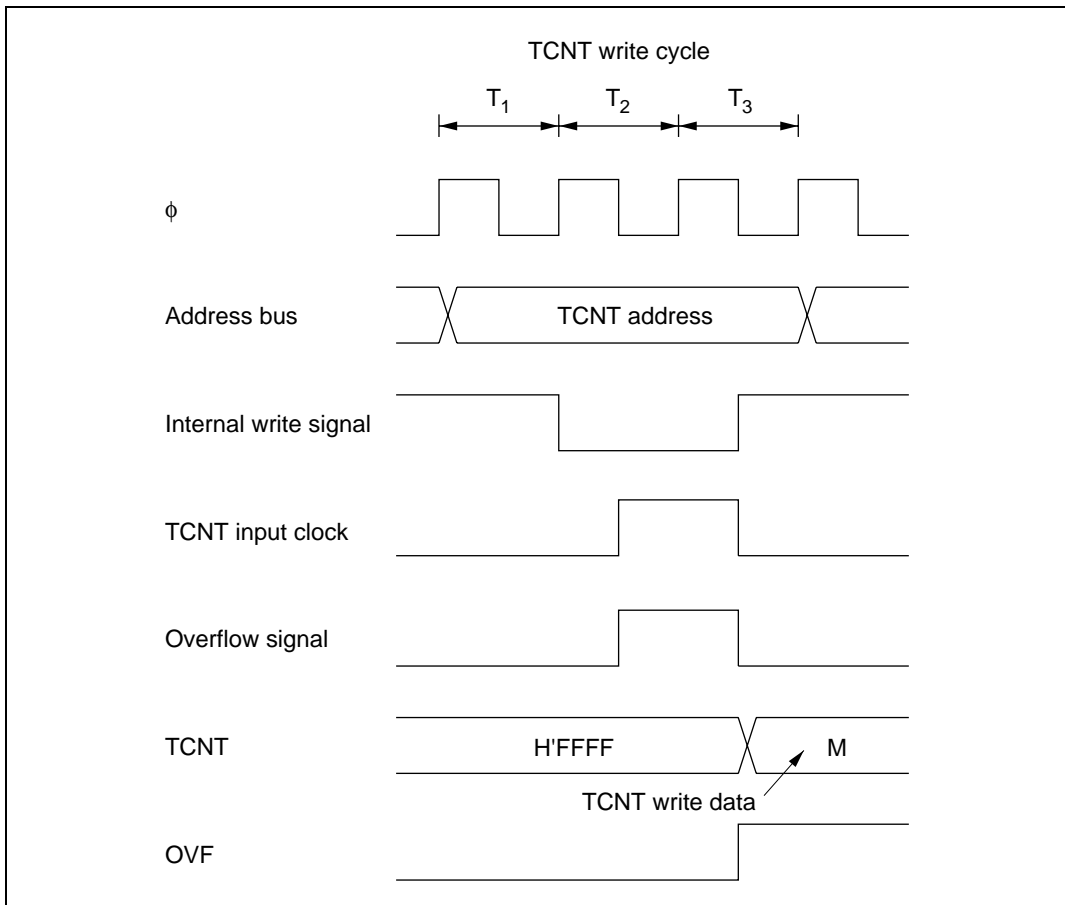 TCNT write cycle
T1 T2 T3
ϕ
Address bus TCNT address
Internal write signal
TCNT input clock
Overflow signal
TCNT H'FFFF M
TCNT write data
OVF